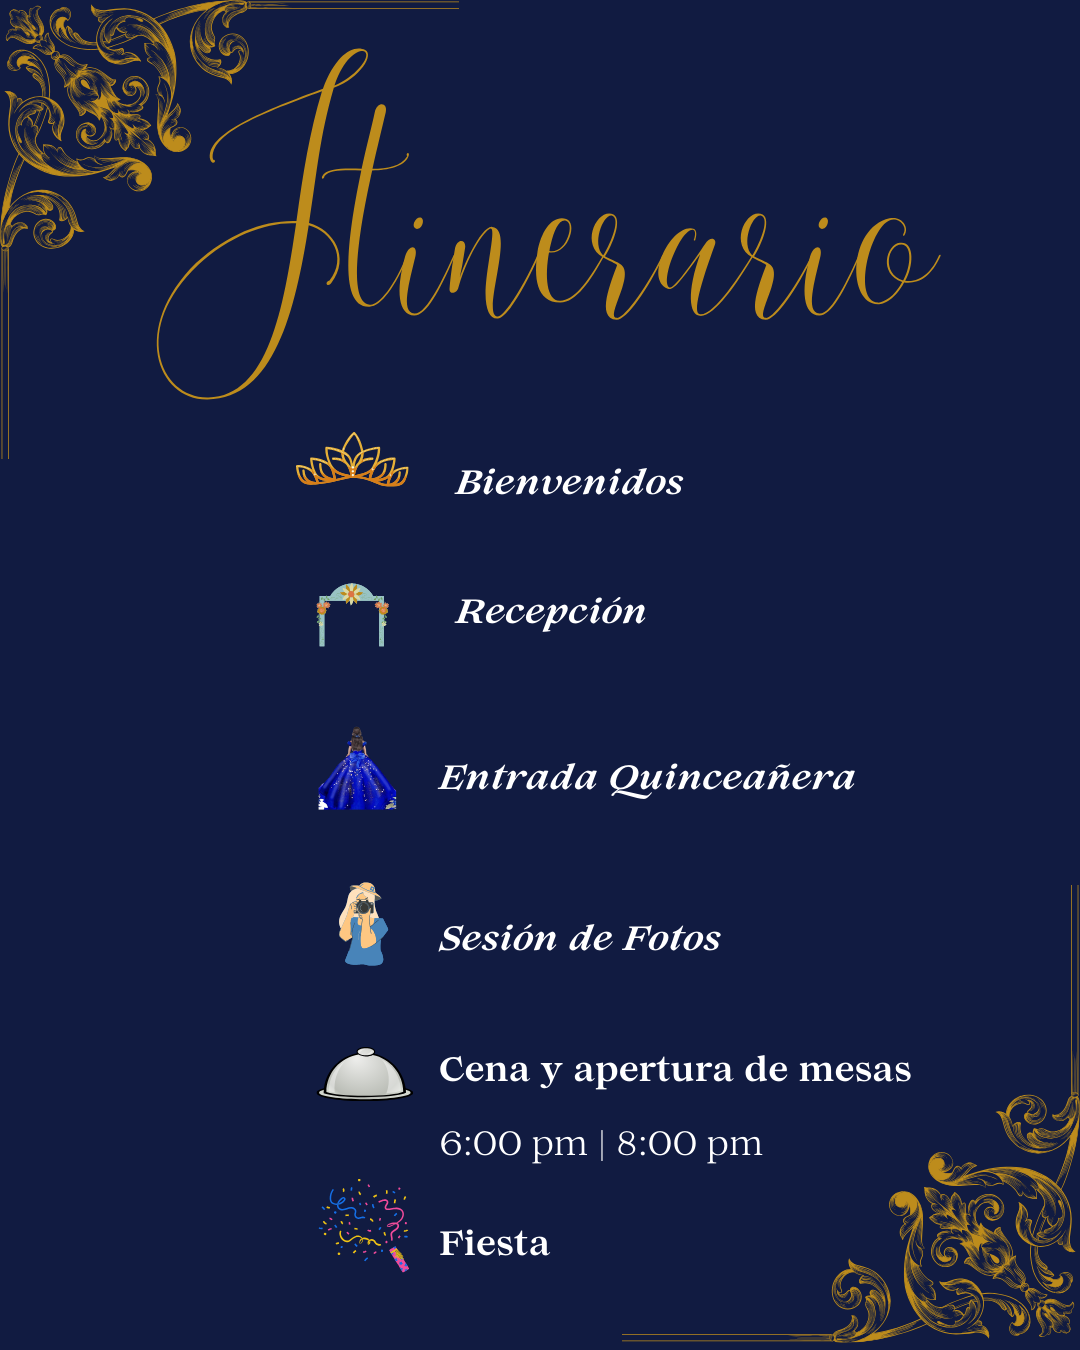 Itinerario
Bienvenidos
Recepción
Entrada Quinceañera
Sesión de Fotos
Cena y apertura de mesas
6:00 pm | 8:00 pm
Fiesta